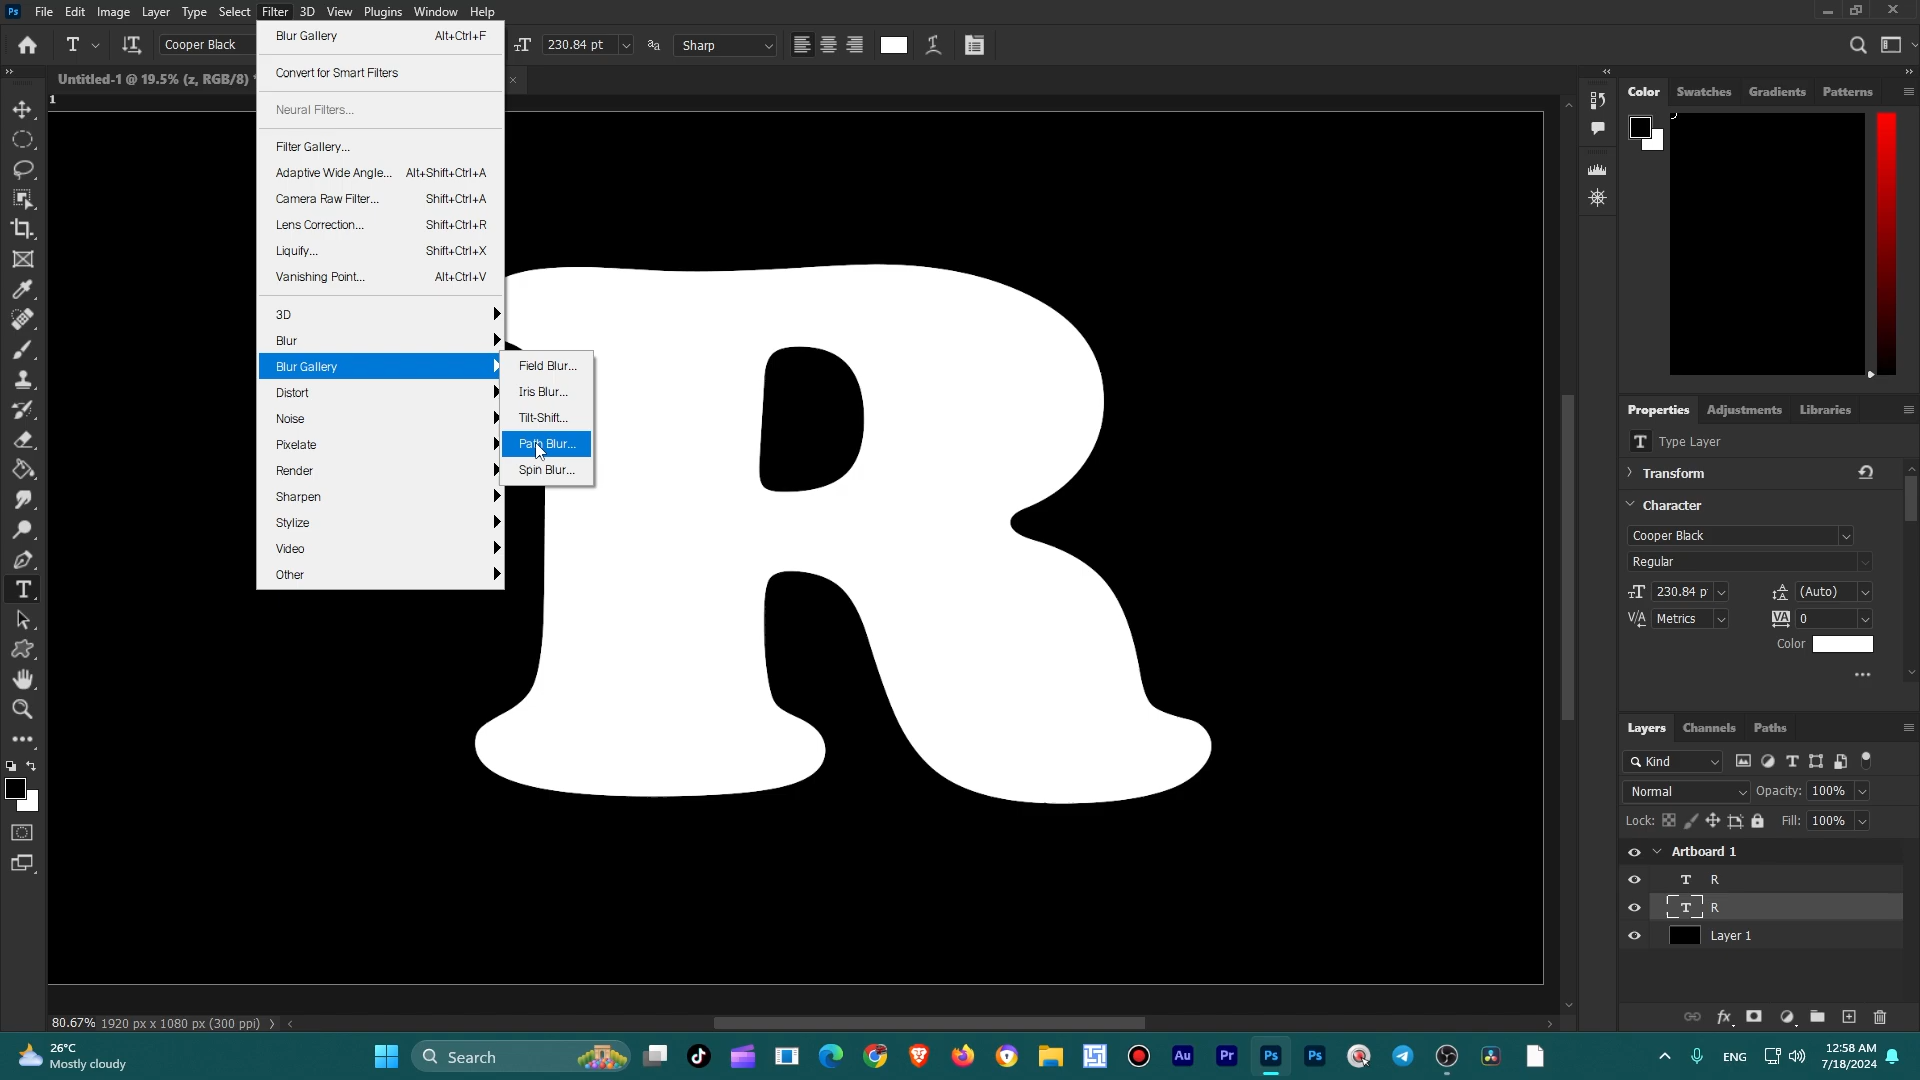 Ps File Edit Image Layer Type Select Filter 3D View Plugins Window Help
T Cooper Black 230.84 pt aa Sharp
Untitled-1 @ 19.5% (z, RGB/8) *
1
Blur Gallery Alt+Ctrl+F
Convert for Smart Filters
Neural Filters...
Filter Gallery...
Adaptive Wide Angle... Alt+Shift+Ctrl+A
Camera Raw Filter... Shift+Ctrl+A
Lens Correction... Shift+Ctrl+R
Liquify... Shift+Ctrl+X
Vanishing Point... Alt+Ctrl+V
3D
Blur
Blur Gallery
Distort
Noise
Pixelate
Render
Sharpen
Stylize
Video
Other
Field Blur...
Iris Blur...
Tilt-Shift...
Path Blur...
Spin Blur...
R
Color Swatches Gradients Patterns
Properties Adjustments Libraries
T Type Layer
Transform
Character
Cooper Black
Regular
230.84 p (Auto)
Metrics 0
Color
Layers Channels Paths
Kind
Normal Opacity: 100%
Lock: Fill: 100%
Artboard 1
T R
T R
Layer 1
80.67% 1920 px x 1080 px (300 ppi)
26°C
Mostly cloudy
Search
Au Pr Ps Ps
ENG
12:58 AM
7/18/2024